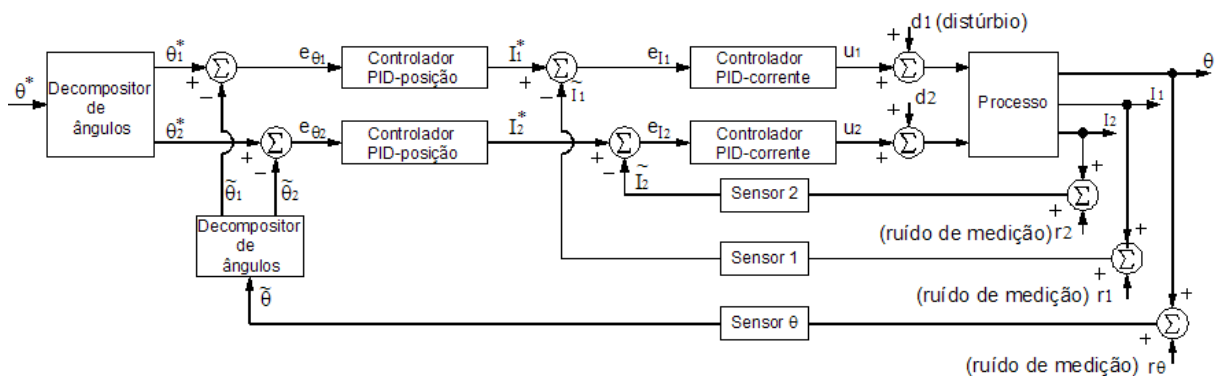 d1 (distúrbio)
θ*
Decompositor
de
ângulos
θ1*
+
−
Σ
eθ1
Controlador
PID-posição
I1*
+
−
Σ
Ĩ1
eI1
Controlador
PID-corrente
u1
+
+
Σ
Processo
θ
I1
I2
θ2*
+
−
Σ
eθ2
Controlador
PID-posição
I2*
+
−
Σ
Ĩ2
eI2
Controlador
PID-corrente
u2
d2
+
+
Σ
θ̃1
θ̃2
Decompositor
de
ângulos
θ̃
Sensor 2
+
+
Σ
(ruído de medição) r2
Sensor 1
+
+
Σ
(ruído de medição) r1
Sensor θ
+
+
Σ
(ruído de medição) rθ